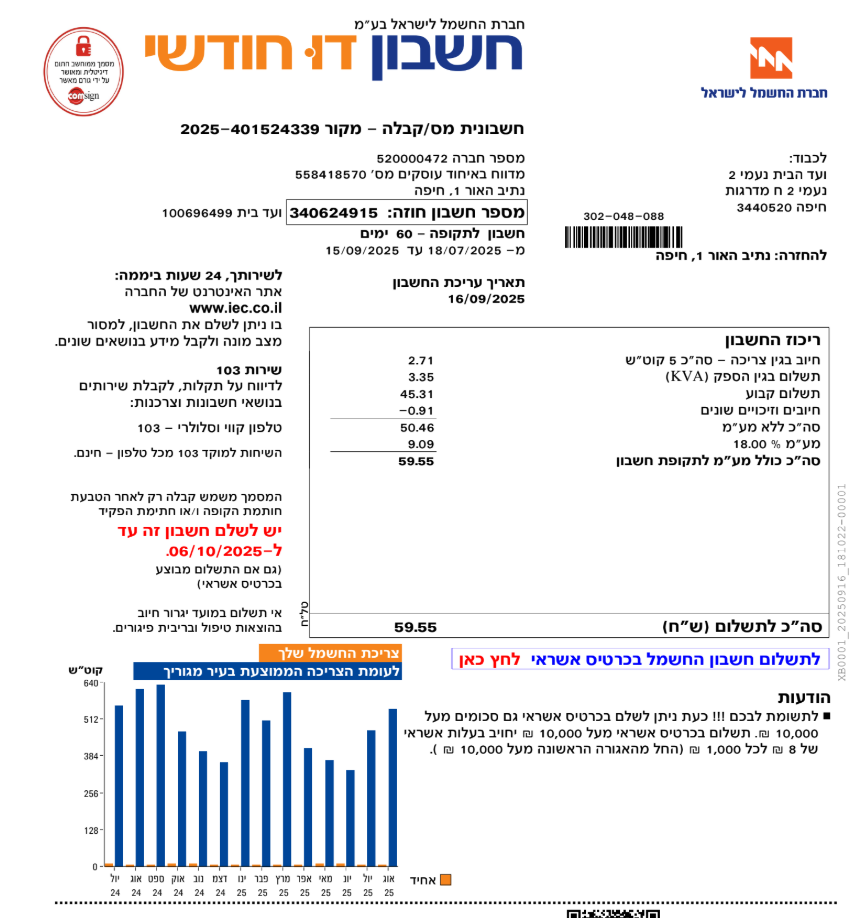 חברת החשמל לישראל בע״מ
חשבון דו חודשי
מסמך ממוחשב חתום
דיגיטלית ומאושר
על ידי גורם מאשר
comsign
חברת החשמל לישראל
חשבונית מס/קבלה – מקור 2025-401524339
מספר חברה 520000472
מדווח באיחוד עוסקים מס׳ 558418570
נתיב האור 1, חיפה
מספר חשבון חוזה: 340624915 ועד בית 100696499
חשבון לתקופה – 60 ימים
מ- 18/07/2025 עד 15/09/2025
תאריך עריכת החשבון
16/09/2025
לכבוד:
ועד הבית נעמי 2
נעמי 2 ח מדרגות
חיפה 3440520
302-048-088
להחזרה: נתיב האור 1, חיפה
לשירותך, 24 שעות ביממה:
אתר האינטרנט של החברה
www.iec.co.il
בו ניתן לשלם את החשבון, למסור
מצב מונה ולקבל מידע בנושאים שונים.
שירות 103
לדיווח על תקלות, לקבלת שירותים
בנושאי חשבונות וצרכנות:
טלפון קווי וסלולרי – 103
השיחות למוקד 103 מכל טלפון – חינם.
המסמך משמש קבלה רק לאחר הטבעת
חותמת הקופה ו/או חתימת הפקיד
יש לשלם חשבון זה עד
ל-06/10/2025.
(גם אם התשלום מבוצע
בכרטיס אשראי)
אי תשלום במועד יגרור חיוב
בהוצאות טיפול ובריבית פיגורים.
ריכוז החשבון
חיוב בגין צריכה – סה״כ 5 קוט״ש 2.71
תשלום בגין הספק (KVA) 3.35
תשלום קבוע 45.31
חיובים וזיכויים שונים -0.91
סה״כ ללא מע״מ 50.46
מע״מ % 18.00 9.09
סה״כ כולל מע״מ לתקופת חשבון 59.55
סה״כ לתשלום (ש״ח) 59.55
טל״ח
XB0001_20250916_181022-00001
לתשלום חשבון החשמל בכרטיס אשראי לחץ כאן
הודעות
■ לתשומת לבכם !!! כעת ניתן לשלם בכרטיס אשראי גם סכומים מעל
10,000 ₪. תשלום בכרטיס אשראי מעל 10,000 ₪ יחויב בעלות אשראי
של 8 ₪ לכל 1,000 ₪ (החל מהאגורה הראשונה מעל 10,000 ₪ ).
צריכת החשמל שלך
לעומת הצריכה הממוצעת בעיר מגוריך
קוט״ש
640
512
384
256
128
0
יול אוג ספט אוק נוב דצמ ינו פבר מרץ אפר מאי יונ יול אוג
24 24 24 24 24 24 25 25 25 25 25 25 25 25
אחיד